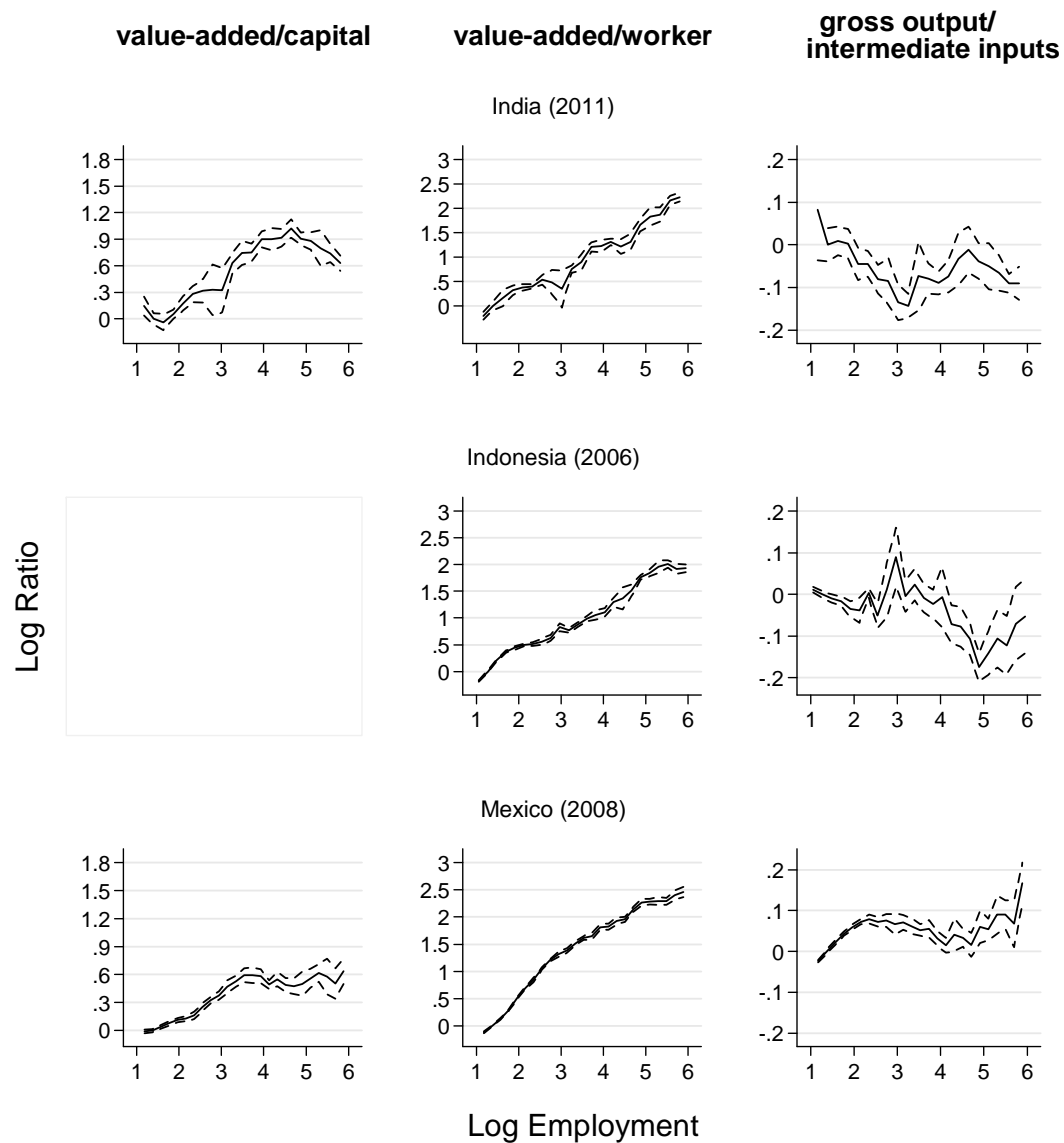 value-added/capital
value-added/worker
gross output/
intermediate inputs
India (2011)
1.8
1.5
1.2
.9
.6
.3
0
1 2 3 4 5 6
3
2.5
2
1.5
1
.5
0
1 2 3 4 5 6
.2
.1
0
-.1
-.2
1 2 3 4 5 6
Indonesia (2006)
Log Ratio
3
2.5
2
1.5
1
.5
0
1 2 3 4 5 6
.2
.1
0
-.1
-.2
1 2 3 4 5 6
Mexico (2008)
1.8
1.5
1.2
.9
.6
.3
0
1 2 3 4 5 6
3
2.5
2
1.5
1
.5
0
1 2 3 4 5 6
.2
.1
0
-.1
-.2
1 2 3 4 5 6
Log Employment